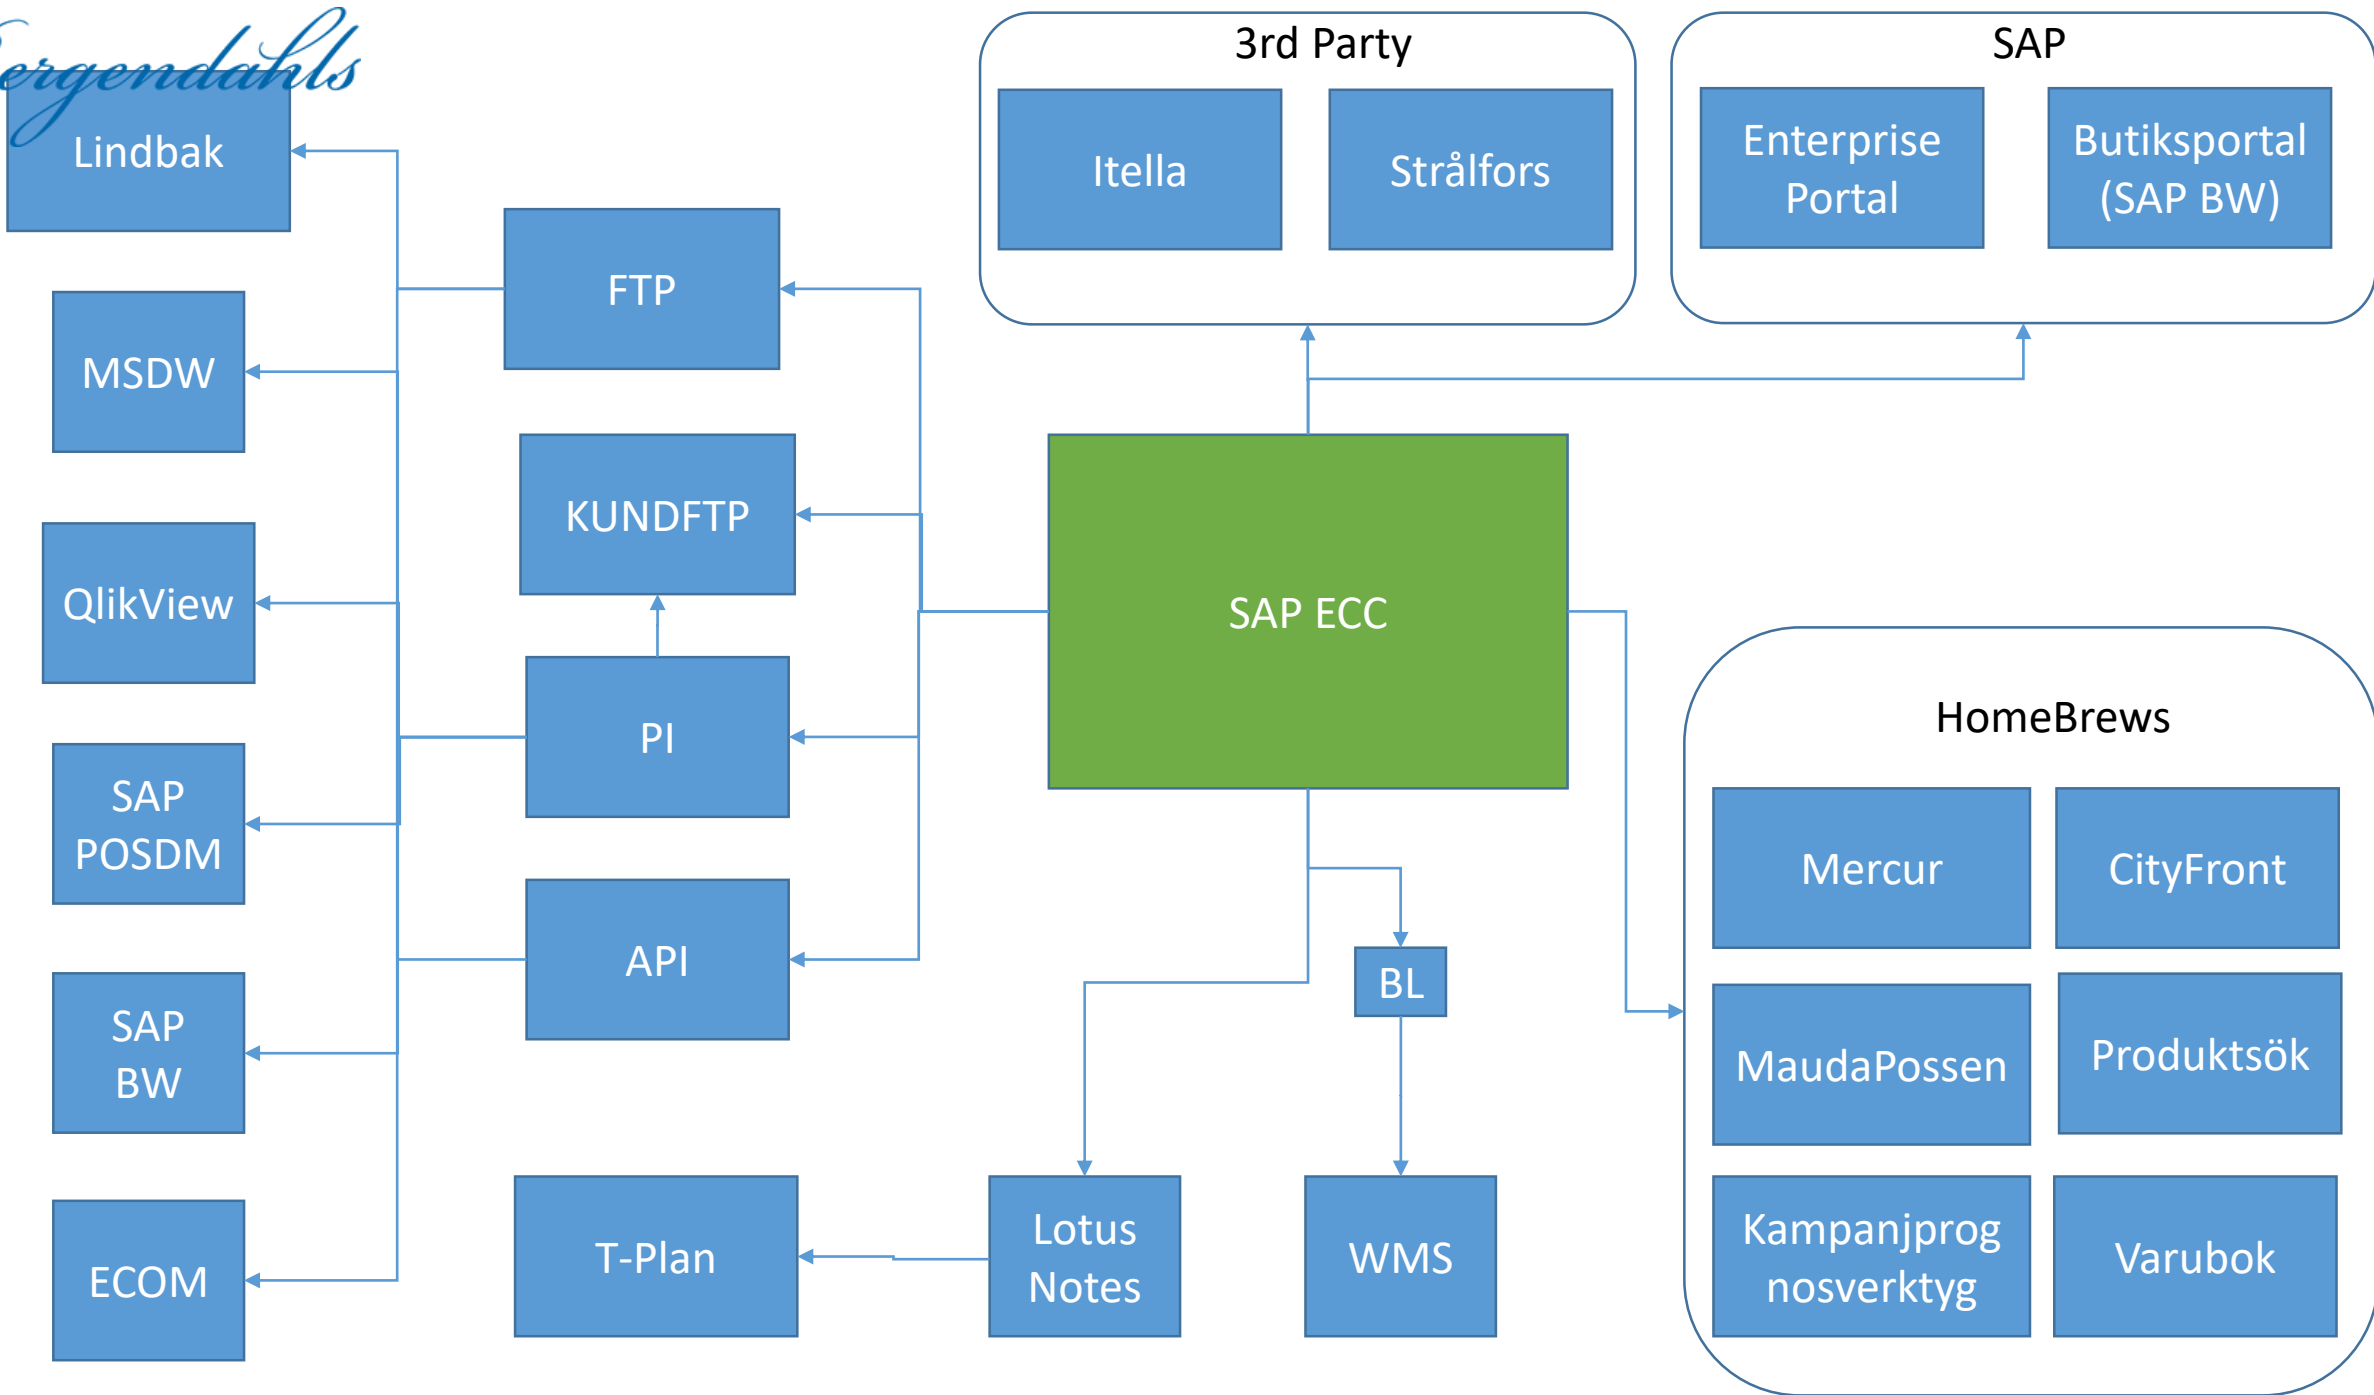 ergendahls
Lindbak
MSDW
QlikView
SAP
POSDM
SAP
BW
ECOM
FTP
KUNDFTP
PI
API
T-Plan
3rd Party
Itella
Strålfors
SAP
Enterprise
Portal
Butiksportal
(SAP BW)
SAP ECC
BL
Lotus
Notes
WMS
HomeBrews
Mercur
CityFront
MaudaPossen
Produktsök
Kampanjprog
nosverktyg
Varubok